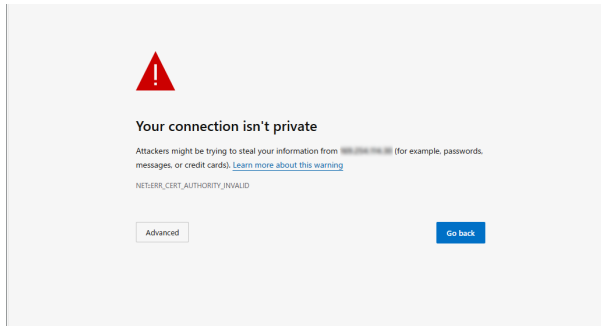 Your connection isn't private
Attackers might be trying to steal your information from (for example, passwords,
messages, or credit cards). Learn more about this warning
NET::ERR_CERT_AUTHORITY_INVALID
Advanced
Go back